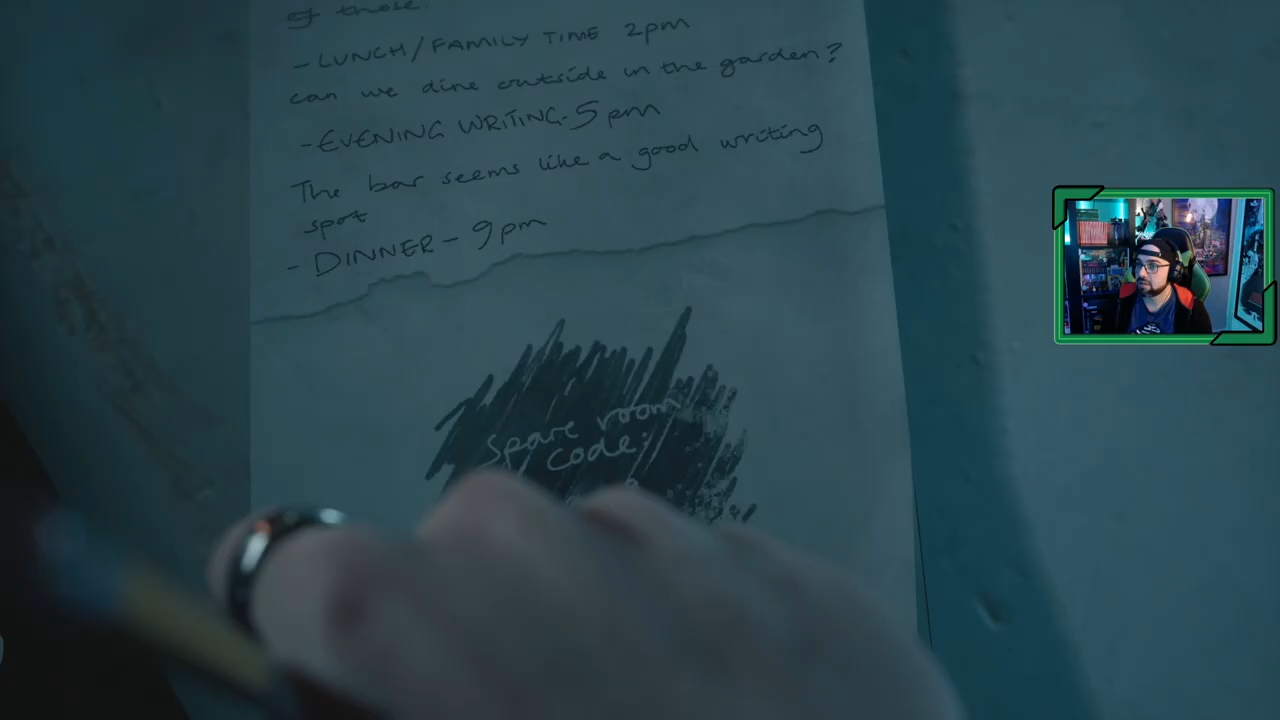 of those.
- LUNCH/FAMILY TIME 2pm
can we dine outside in the garden?
- EVENING WRITING - 5pm
The bar seems like a good writing
spot
- DINNER - 9pm
Spare room
code: